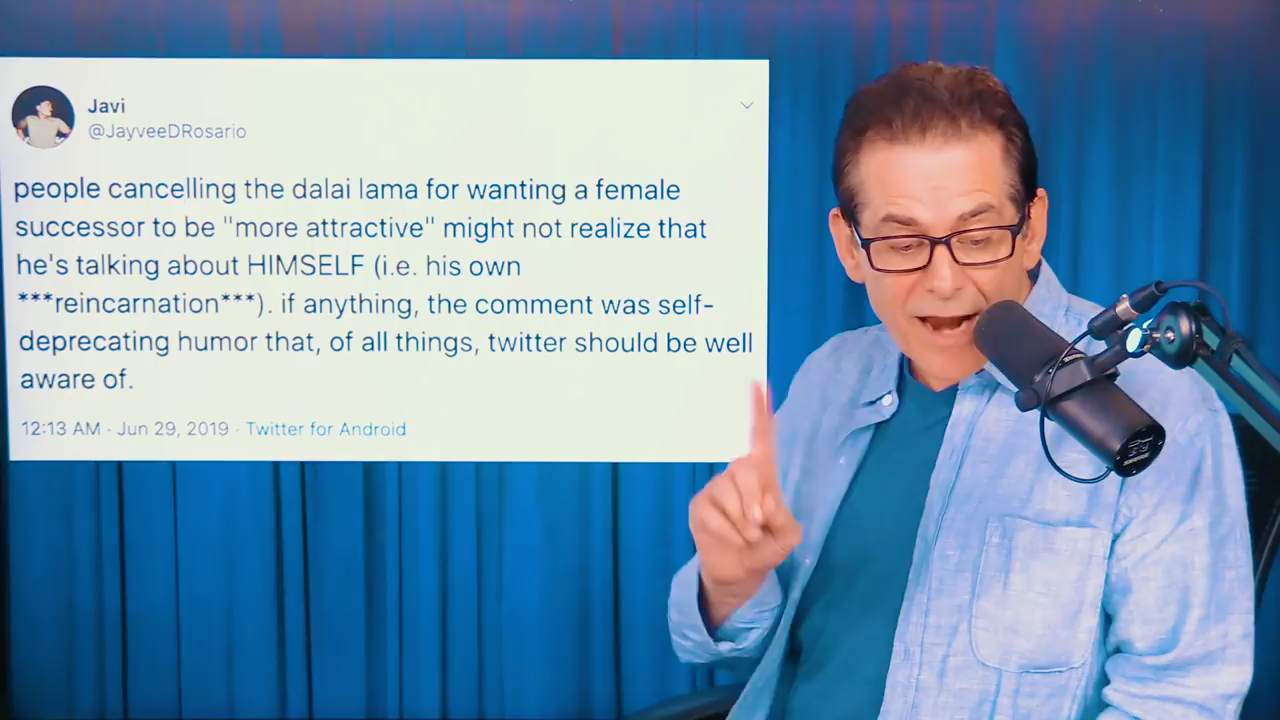 Javi
@JayveeDRosario
people cancelling the dalai lama for wanting a female
successor to be "more attractive" might not realize that
he's talking about HIMSELF (i.e. his own
***reincarnation***). if anything, the comment was self-
deprecating humor that, of all things, twitter should be well
aware of.
12:13 AM · Jun 29, 2019 · Twitter for Android